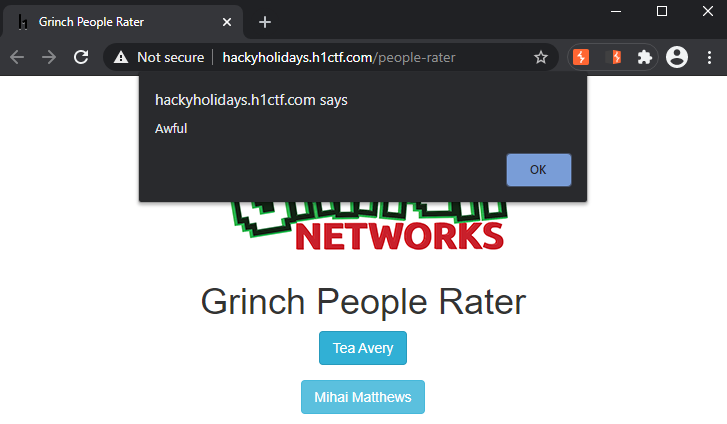 Grinch People Rater
Not secure hackyholidays.h1ctf.com/people-rater
hackyholidays.h1ctf.com says
Awful
OK
NETWORKS
Grinch People Rater
Tea Avery
Mihai Matthews